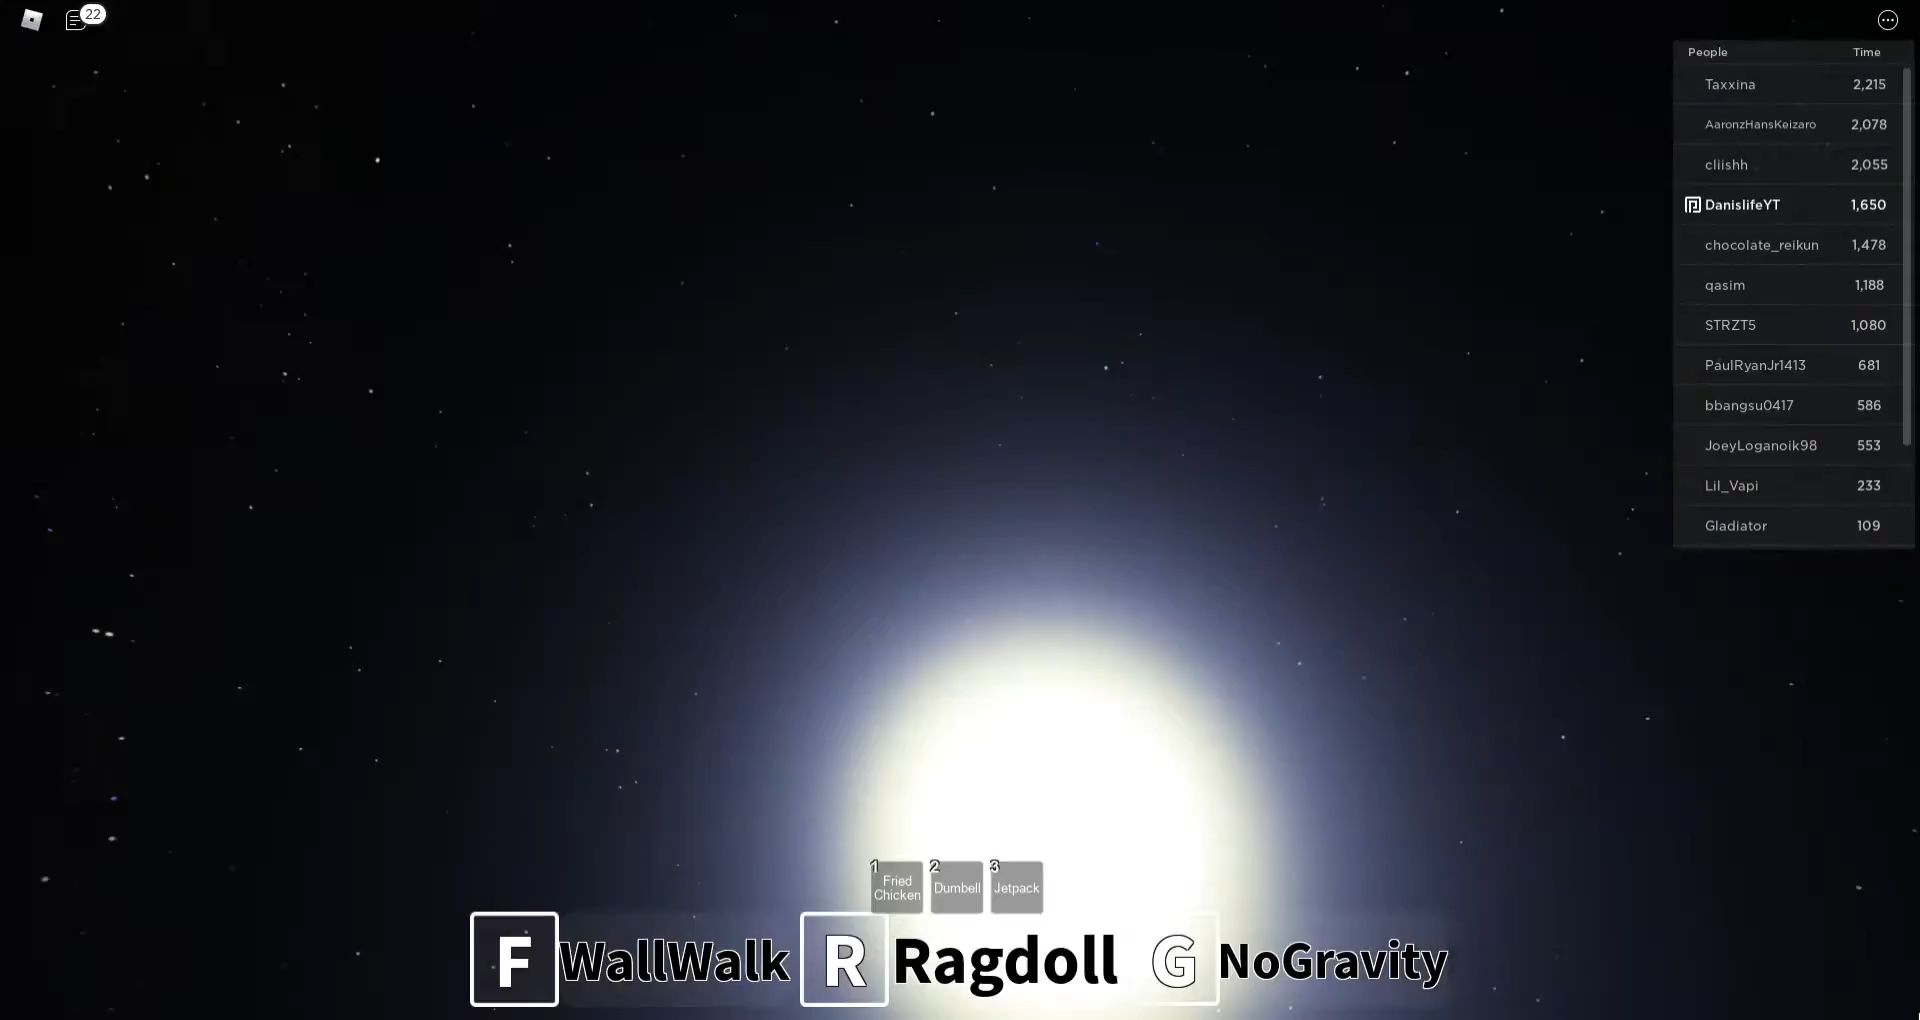 22
People Time
Taxxina 2,215
AaronzHansKeizaro 2,078
cliishh 2,055
DanislifeYT 1,650
chocolate_reikun 1,478
qasim 1,188
STRZT5 1,080
PaulRyanJr1413 681
bbangsu0417 586
JoeyLoganoik98 553
Lil_Vapi 233
Gladiator 109
1 Fried Chicken
2 Dumbell
3 Jetpack
F WallWalk R Ragdoll G NoGravity